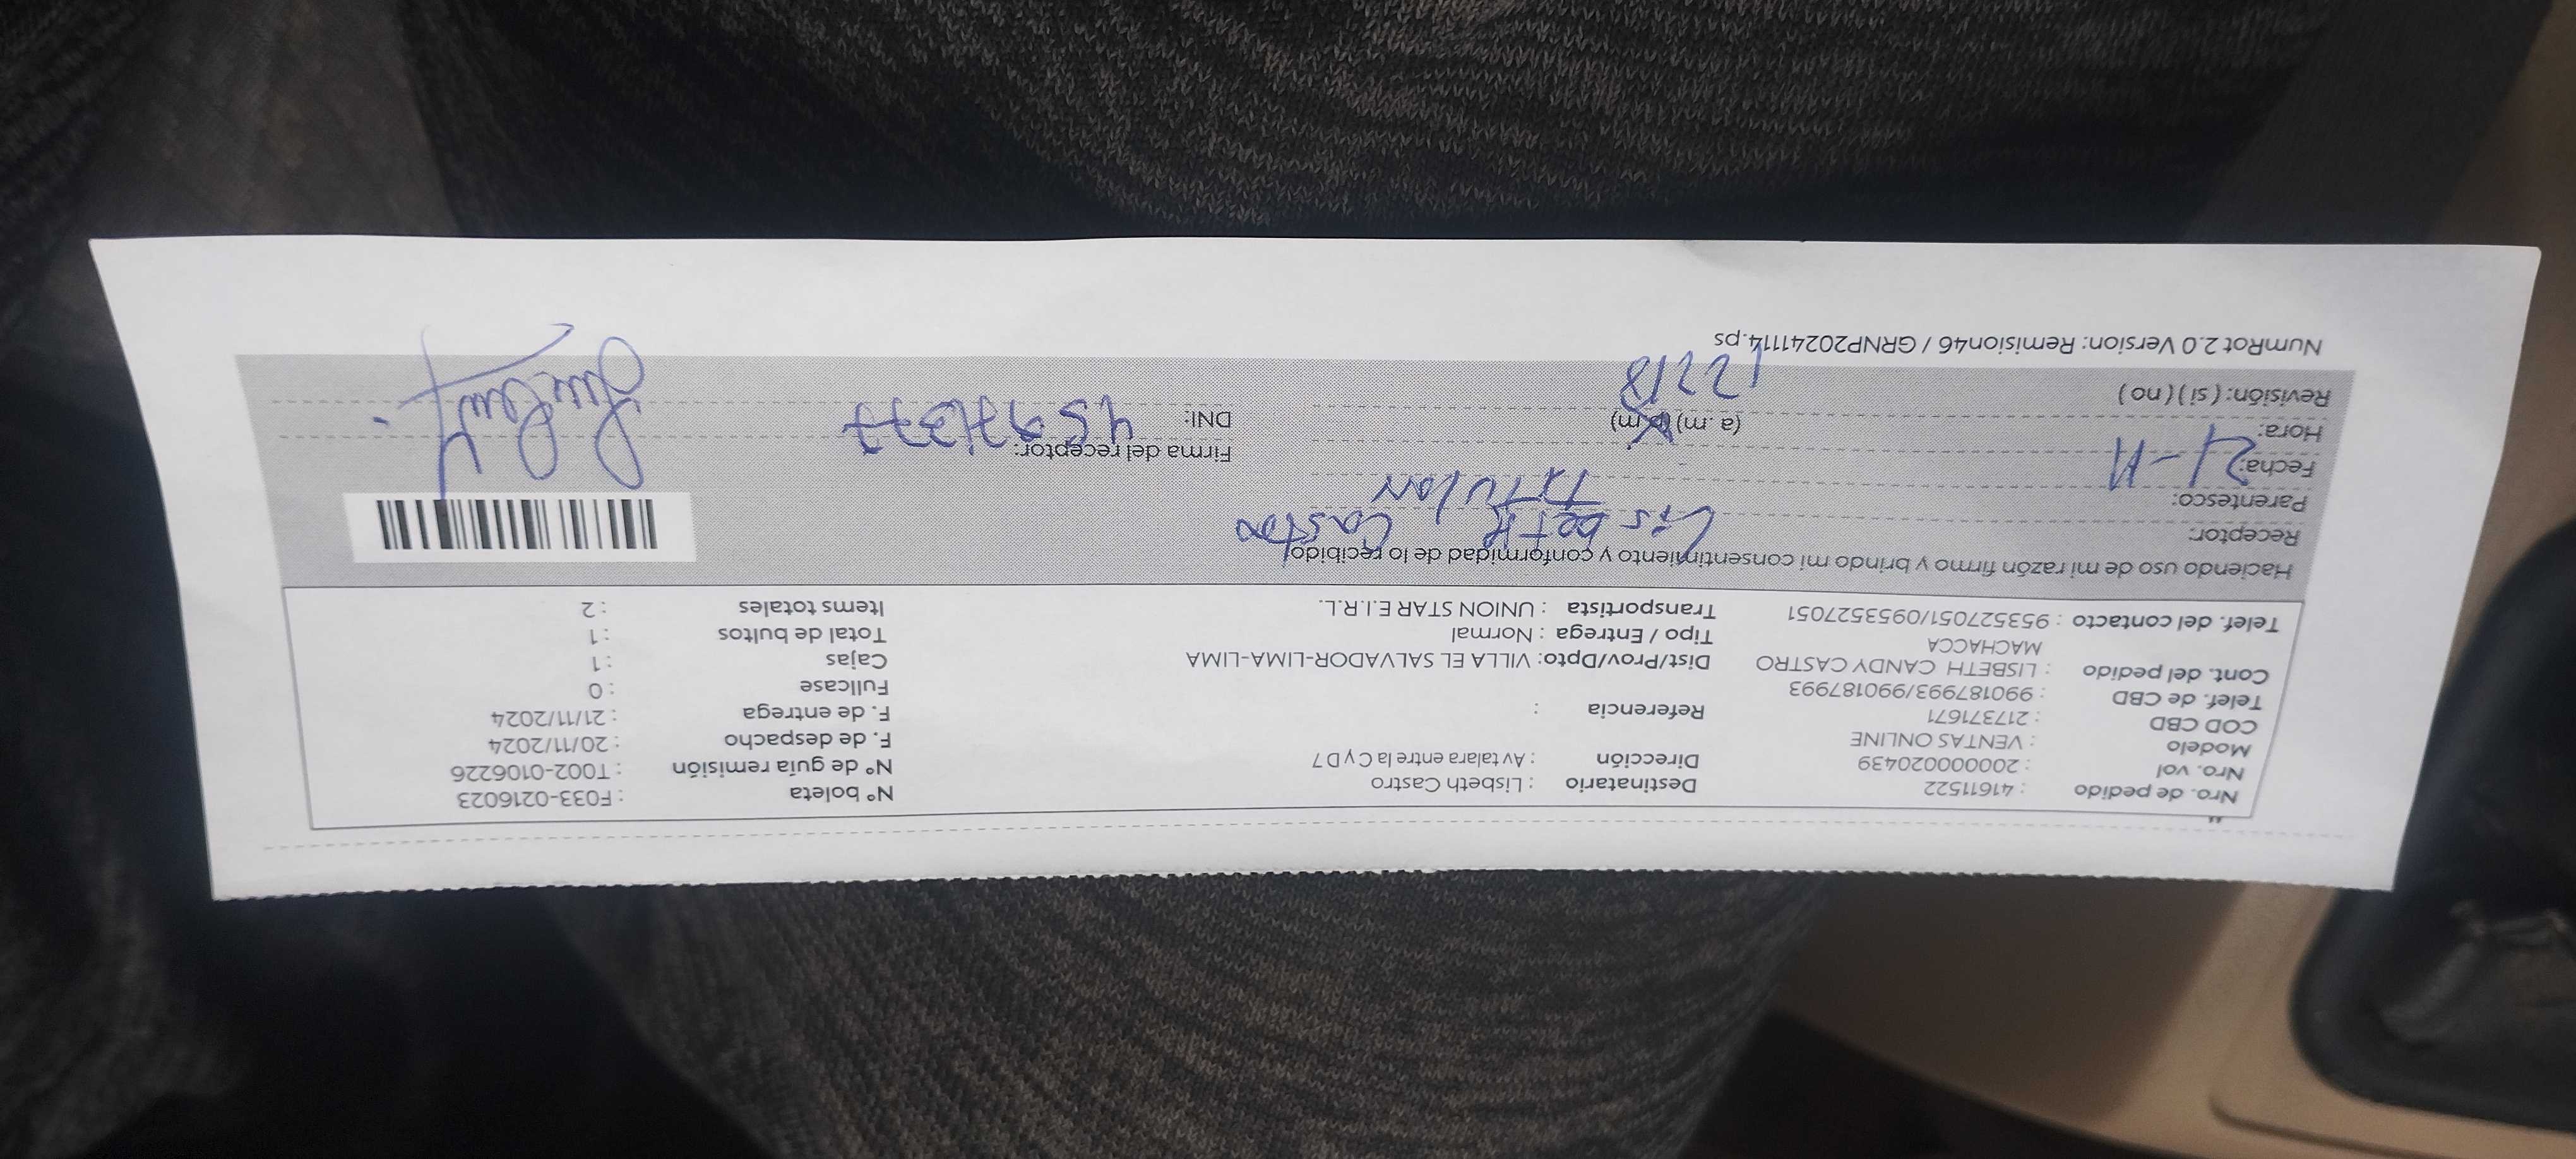 Nro. de pedido : 41611522
Nro. vol : 2000000020439
Modelo : VENTAS ONLINE
COD CBD : 217371671
Telef. de CBD : 990187993/990187993
Cont. del pedido : LISBETH CANDY CASTRO
MACHACCA
Telef. del contacto : 953527051/0953527051
Destinatario : Lisbeth Castro
Dirección : Av talara entre la C y D 7
Referencia :
Dist/Prov/Dpto: VILLA EL SALVADOR-LIMA-LIMA
Tipo / Entrega : Normal
Transportista : UNION STAR E.I.R.L.
N° boleta : F033-0216023
N° de guía remisión : T002-0106226
F. de despacho : 20/11/2024
F. de entrega : 21/11/2024
Fullcase : 0
Cajas : 1
Total de bultos : 1
Items totales : 2
Haciendo uso de mi razón firmo y brindo mi consentimiento y conformidad de lo recibido
Receptor: Lisbeth Castro
Parentesco: Titular
Fecha: 21-11
Hora: (a.m) (p.m)
Revisión: ( si ) ( no )
Firma del receptor:
DNI: 45971377
NumRot 2.0 Version: Remision46 / GRNP20241114.ps